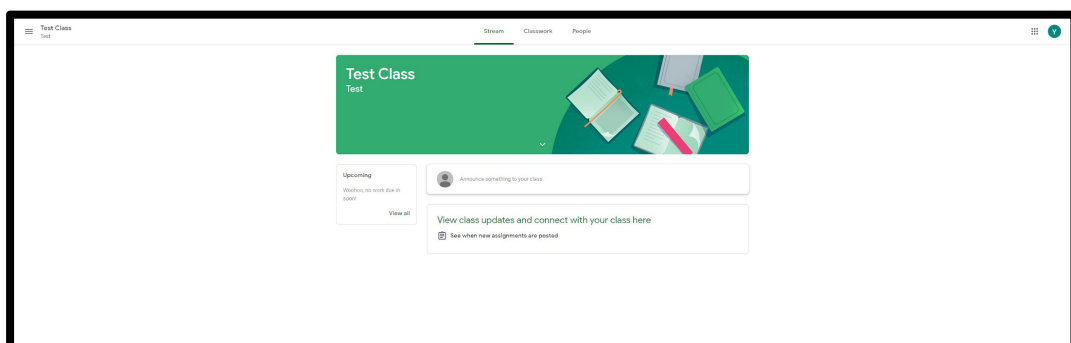 Test Class
Test
Stream Classwork People
Y
Test Class
Test
Upcoming
Woohoo, no work due in
soon!
View all
Announce something to your class
View class updates and connect with your class here
See when new assignments are posted